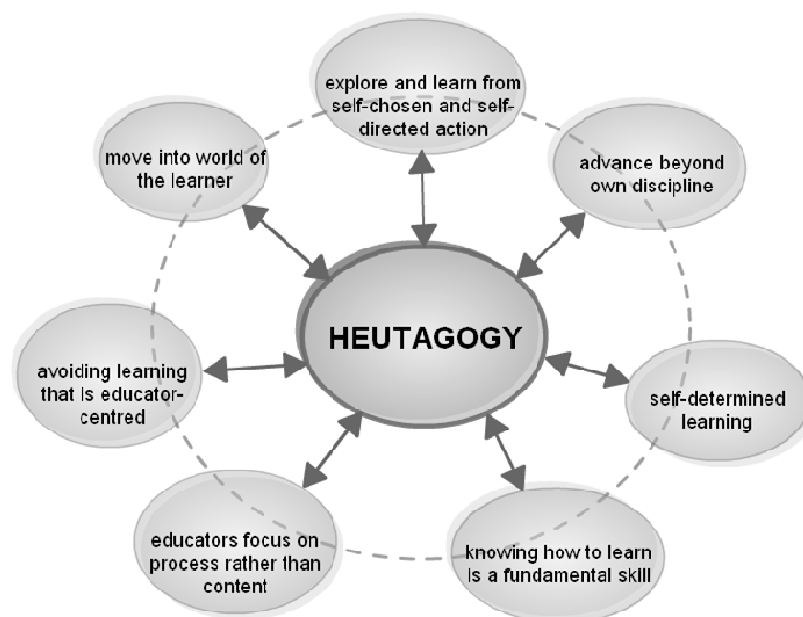 explore and learn from
self-chosen and self-
directed action
advance beyond
own discipline
self-determined
learning
knowing how to learn
is a fundamental skill
educators focus on
process rather than
content
avoiding learning
that is educator-
centred
move into world of
the learner
HEUTAGOGY